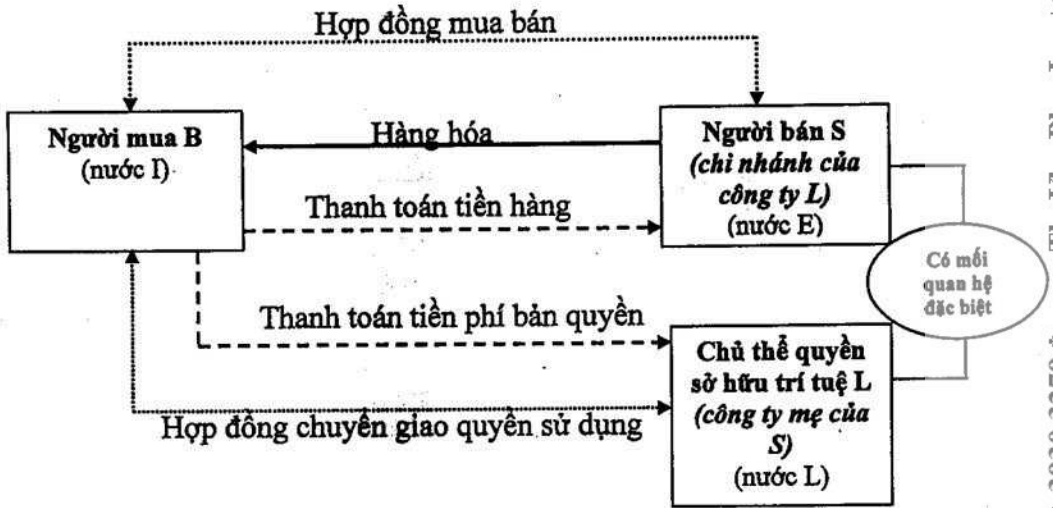 Hợp đồng mua bán
Người mua B
(nước I)
Hàng hóa
Người bán S
(chi nhánh của
công ty L)
(nước E)
Thanh toán tiền hàng
Có mối
quan hệ
đặc biệt
Thanh toán tiền phí bản quyền
Chủ thể quyền
sở hữu trí tuệ L
(công ty mẹ của
S)
(nước L)
Hợp đồng chuyển giao quyền sử dụng